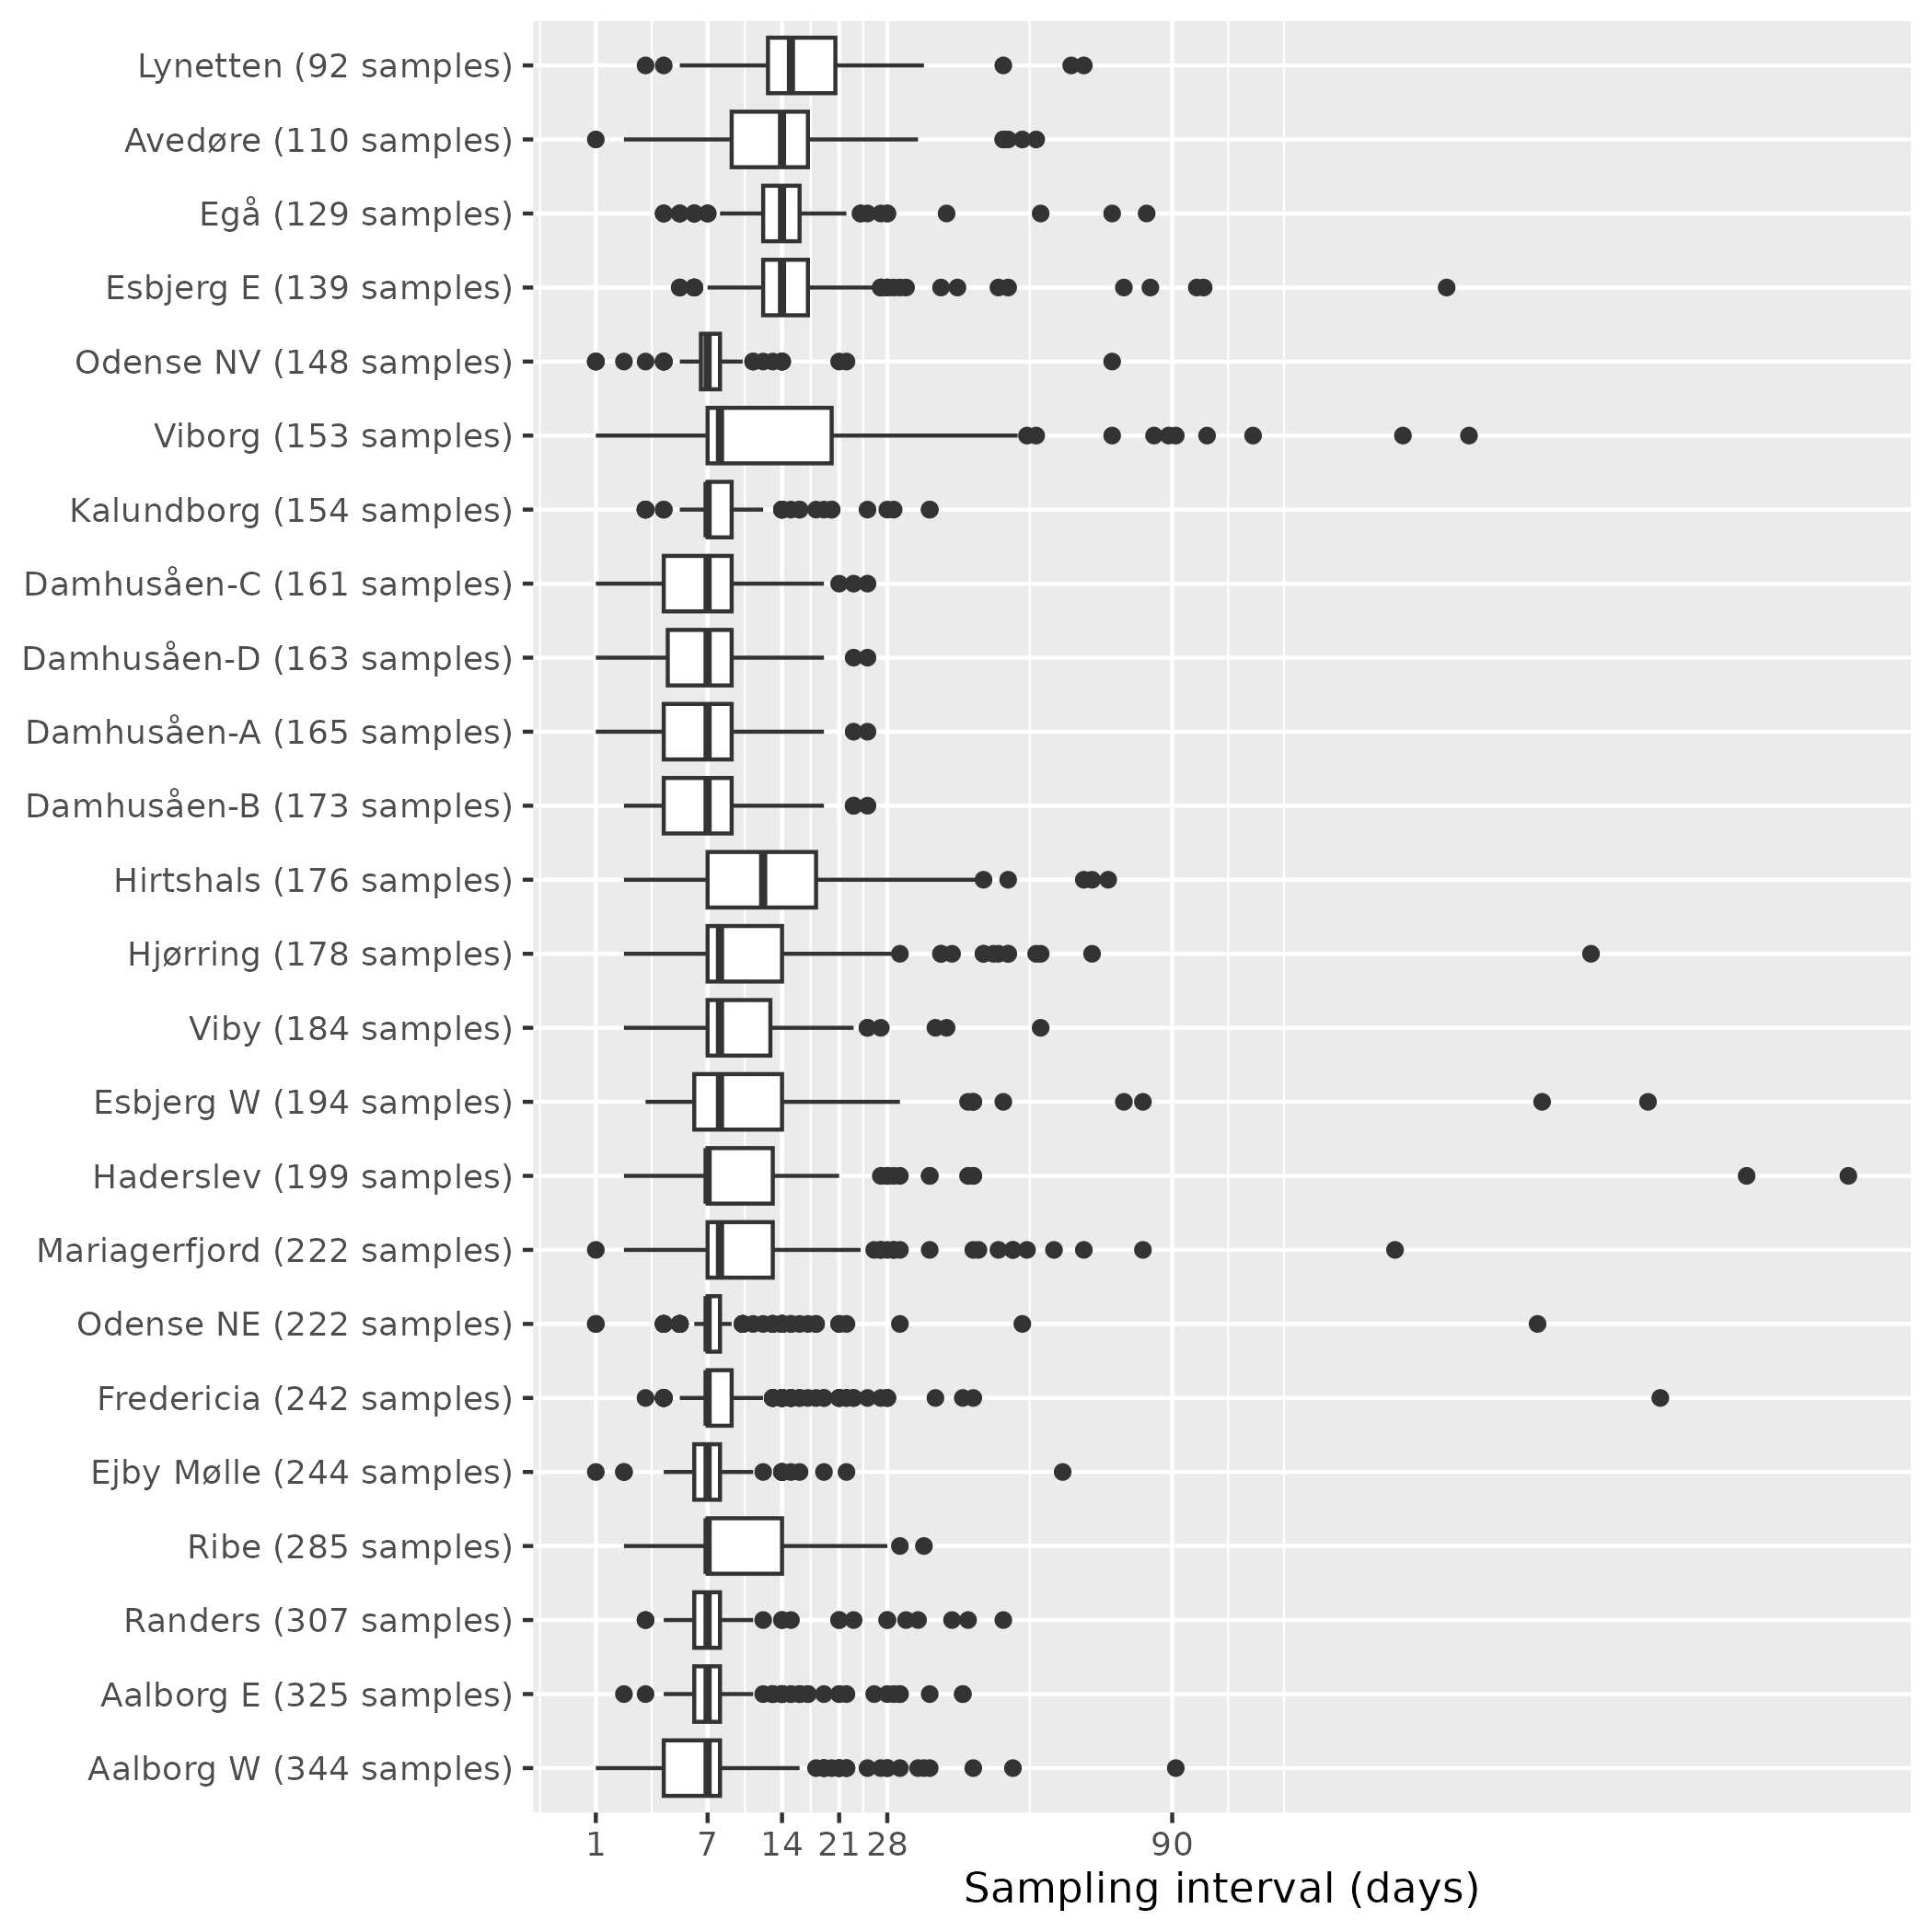 Lynetten (92 samples)
Avedøre (110 samples)
Egå (129 samples)
Esbjerg E (139 samples)
Odense NV (148 samples)
Viborg (153 samples)
Kalundborg (154 samples)
Damhusåen-C (161 samples)
Damhusåen-D (163 samples)
Damhusåen-A (165 samples)
Damhusåen-B (173 samples)
Hirtshals (176 samples)
Hjørring (178 samples)
Viby (184 samples)
Esbjerg W (194 samples)
Haderslev (199 samples)
Mariagerfjord (222 samples)
Odense NE (222 samples)
Fredericia (242 samples)
Ejby Mølle (244 samples)
Ribe (285 samples)
Randers (307 samples)
Aalborg E (325 samples)
Aalborg W (344 samples)
1 7 14 21 28 90
Sampling interval (days)